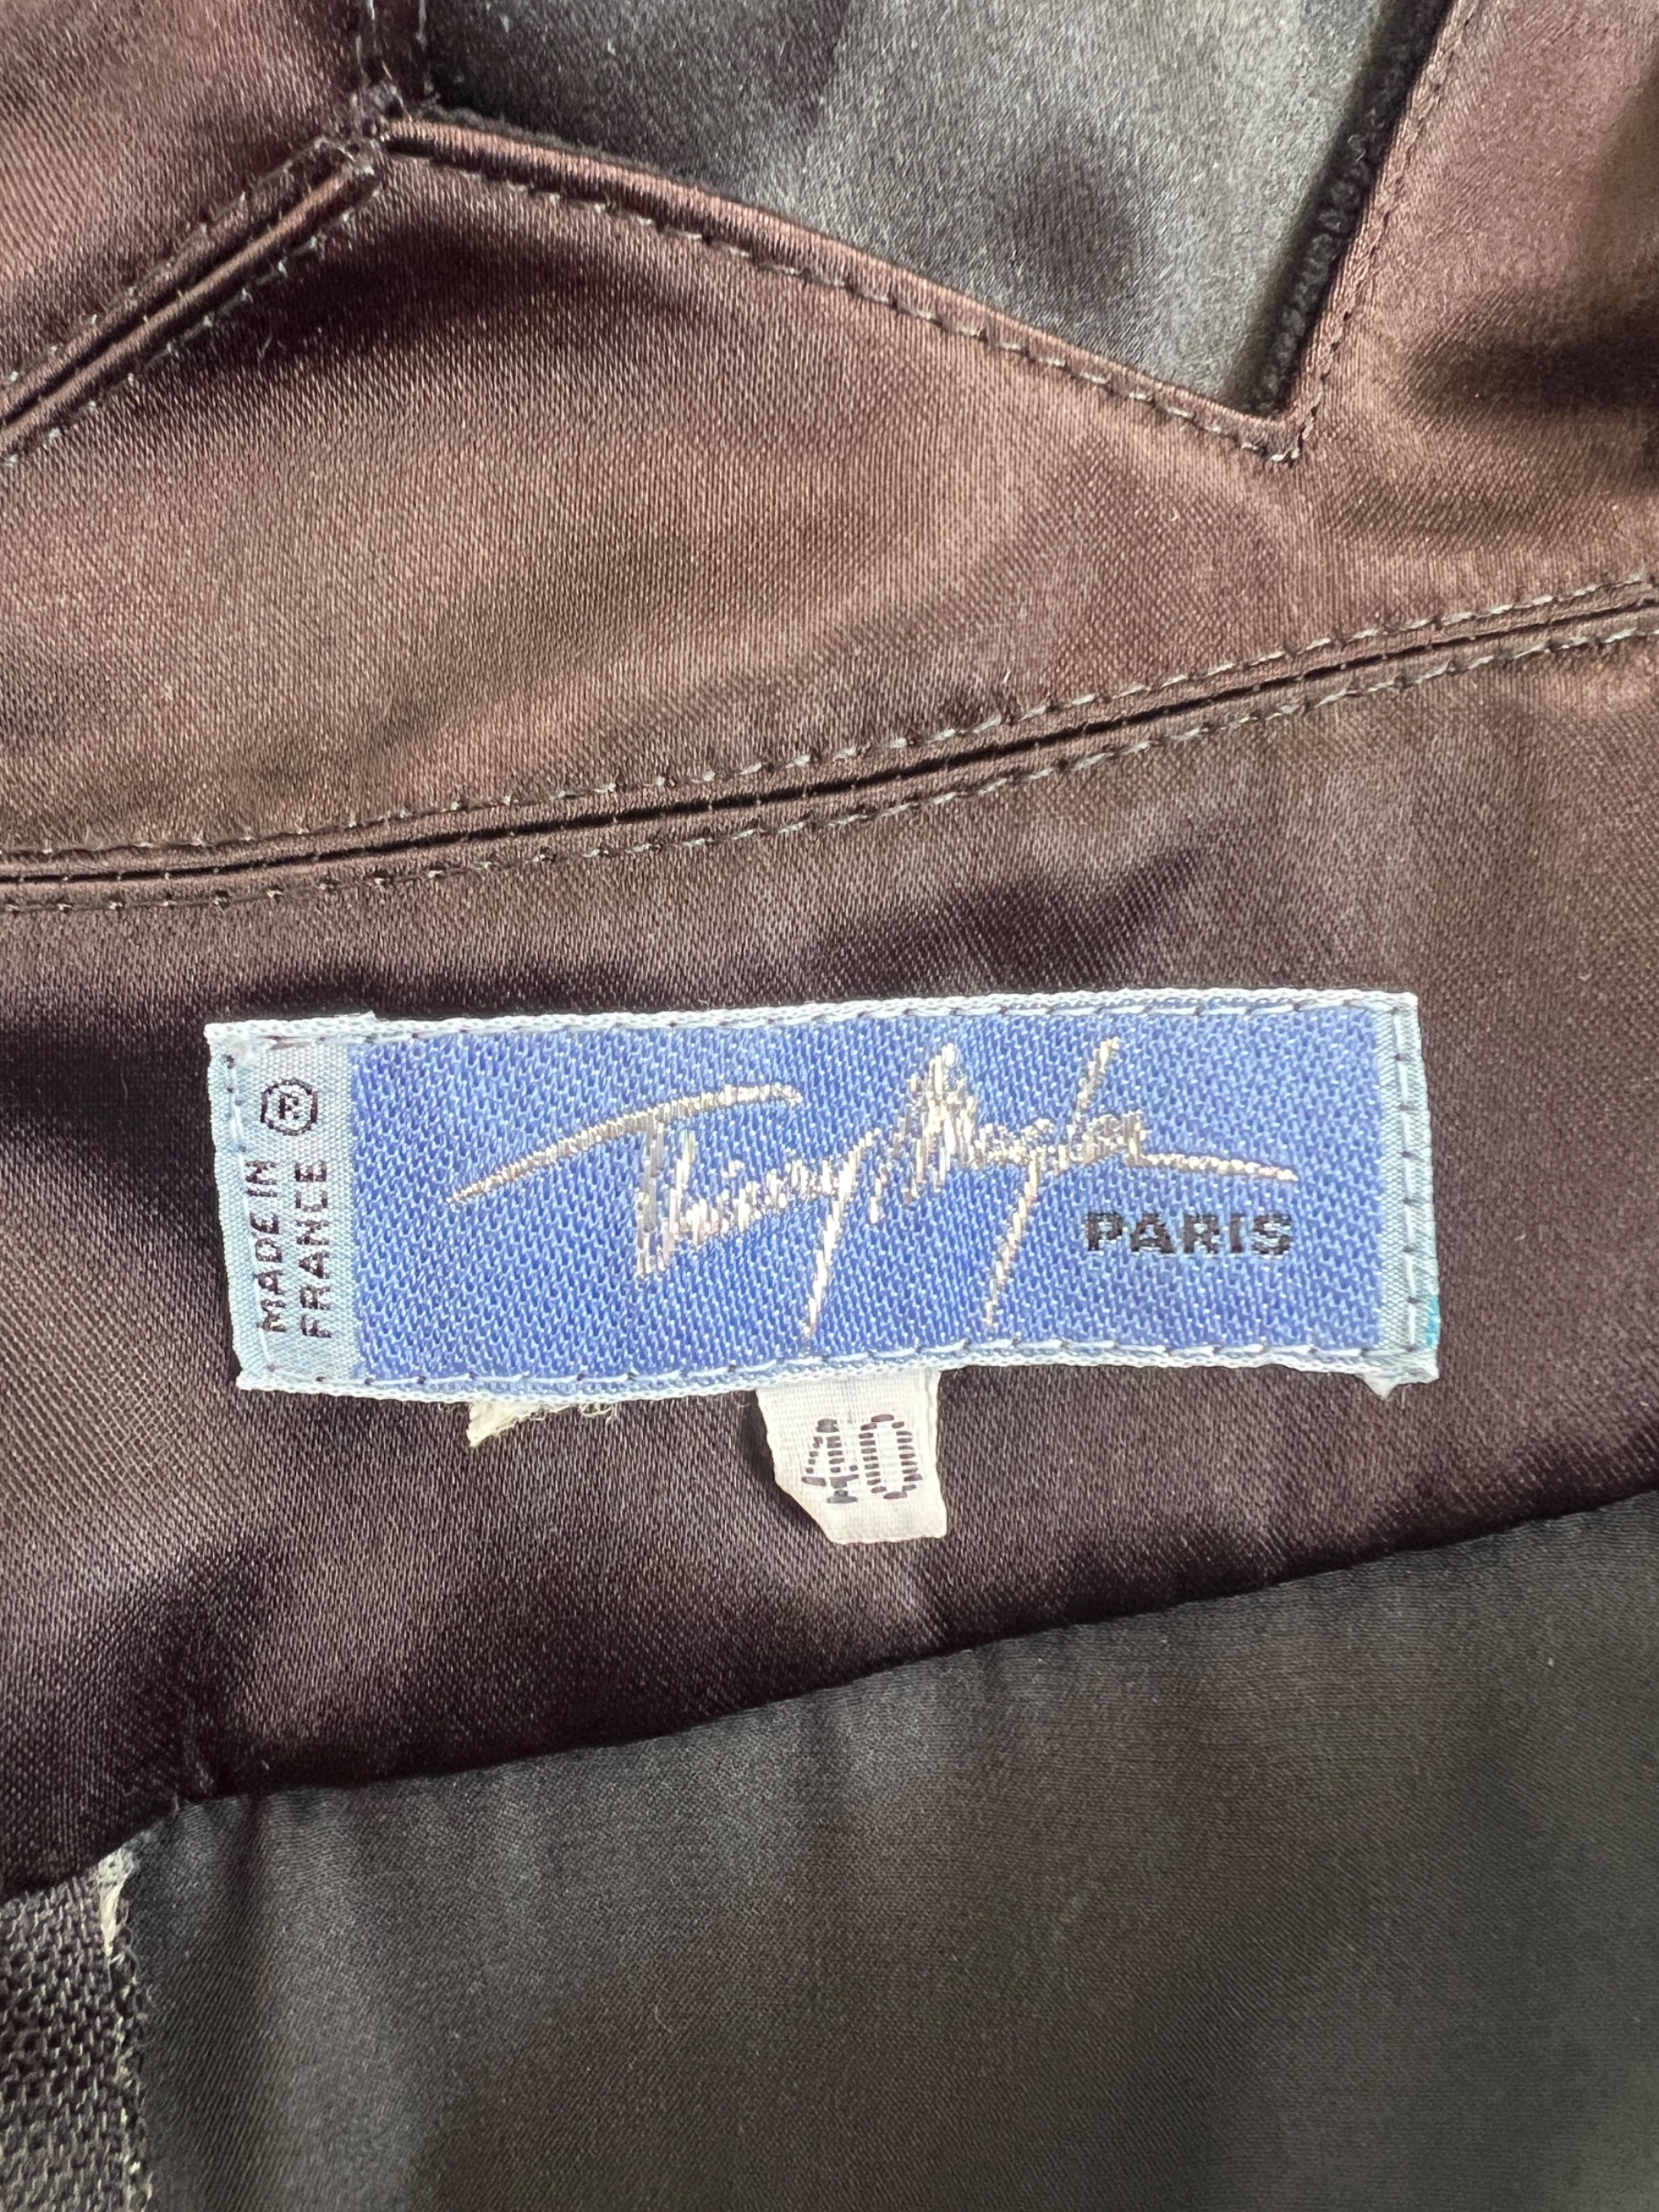 MADE IN
FRANCE
®
Thierry Mugler
PARIS
40